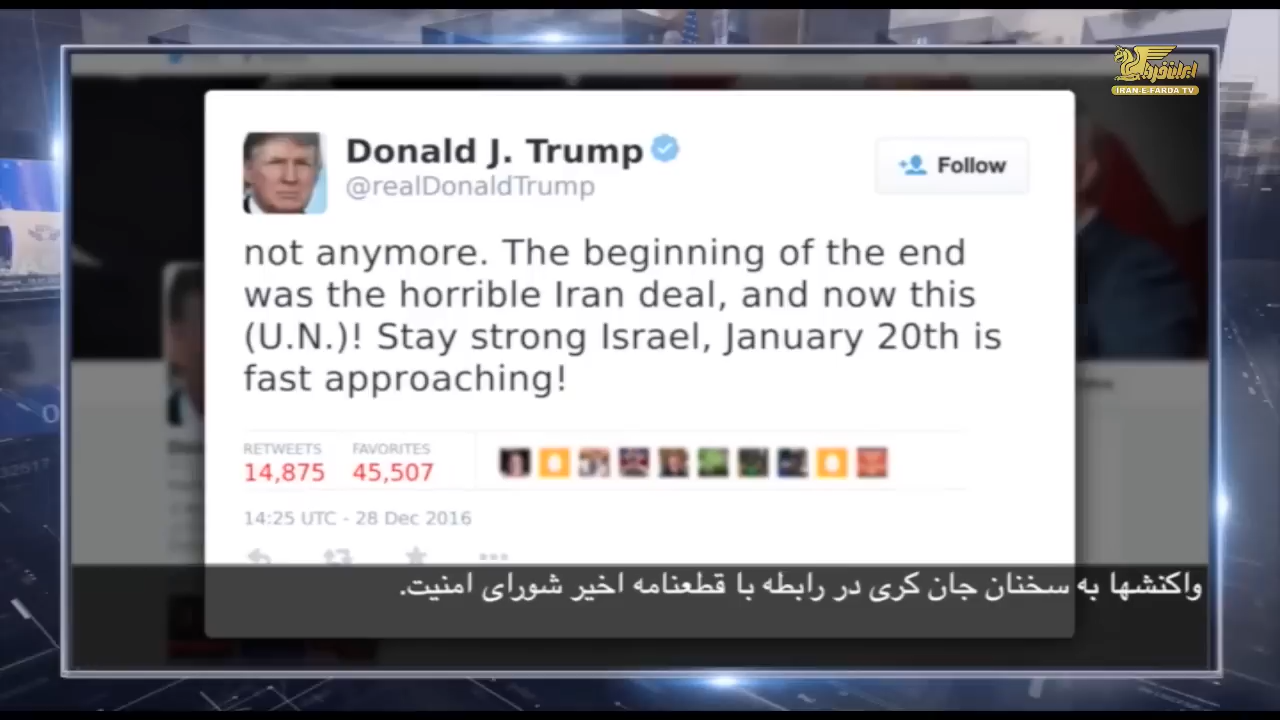 ایران فردا
IRAN-E-FARDA TV
Donald J. Trump
@realDonaldTrump
Follow
not anymore. The beginning of the end
was the horrible Iran deal, and now this
(U.N.)! Stay strong Israel, January 20th is
fast approaching!
RETWEETS FAVORITES
14,875 45,507
14:25 UTC - 28 Dec 2016
واکنشها به سخنان جان کری در رابطه با قطعنامه اخیر شورای امنیت.